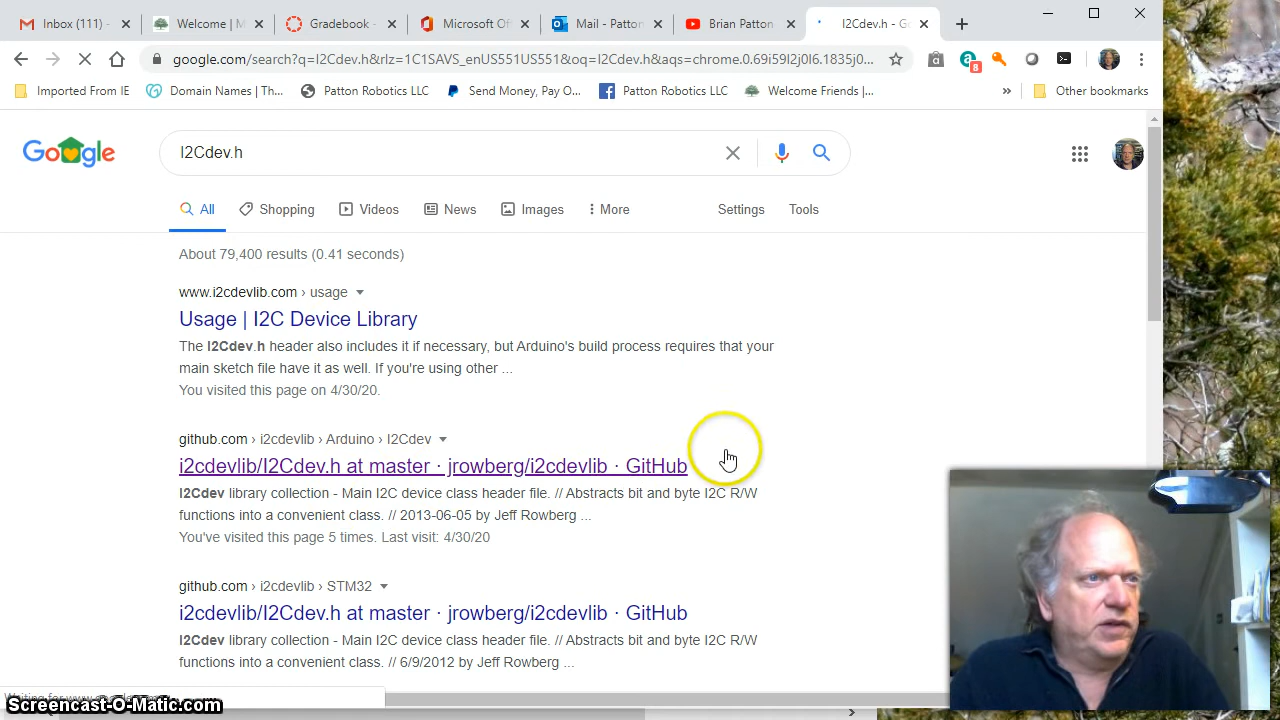 Inbox (111) -
Welcome | M
Gradebook -
Microsoft Of
Mail - Patton
Brian Patton
I2Cdev.h - G
google.com/search?q=I2Cdev.h&rlz=1C1SAVS_enUS551US551&oq=I2Cdev.h&aqs=chrome.0.69i59l2j0l6.1835j0...
8
Imported From IE
Domain Names | Th...
Patton Robotics LLC
Send Money, Pay O...
Patton Robotics LLC
Welcome Friends |...
»
Other bookmarks
Google
I2Cdev.h
All
Shopping
Videos
News
Images
More
Settings
Tools
About 79,400 results (0.41 seconds)
www.i2cdevlib.com › usage
Usage | I2C Device Library
The I2Cdev.h header also includes it if necessary, but Arduino's build process requires that your
main sketch file have it as well. If you're using other ...
You visited this page on 4/30/20.
github.com › i2cdevlib › Arduino › I2Cdev
i2cdevlib/I2Cdev.h at master · jrowberg/i2cdevlib · GitHub
I2Cdev library collection - Main I2C device class header file. // Abstracts bit and byte I2C R/W
functions into a convenient class. // 2013-06-05 by Jeff Rowberg ...
You've visited this page 5 times. Last visit: 4/30/20
github.com › i2cdevlib › STM32
i2cdevlib/I2Cdev.h at master · jrowberg/i2cdevlib · GitHub
I2Cdev library collection - Main I2C device class header file. // Abstracts bit and byte I2C R/W
functions into a convenient class. // 6/9/2012 by Jeff Rowberg ...
Screencast-O-Matic.com